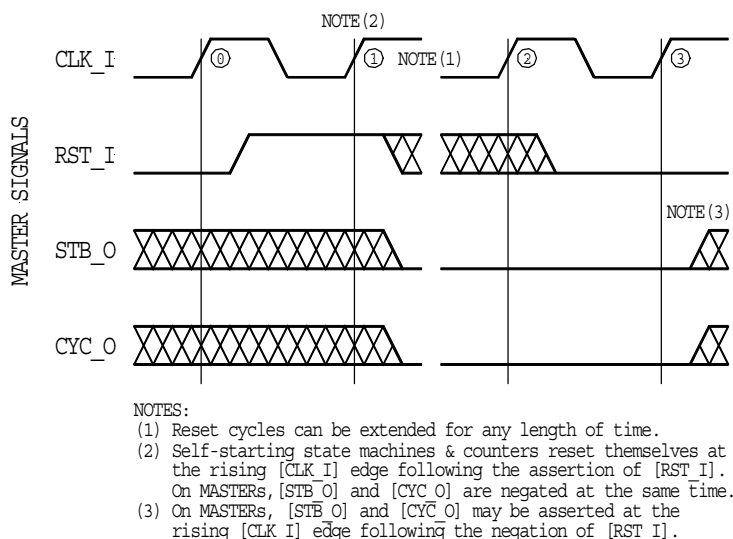 NOTE(2)
CLK_I
0
1
NOTE(1)
2
3
MASTER SIGNALS
RST_I
NOTE(3)
STB_O
CYC_O
NOTES:
(1) Reset cycles can be extended for any length of time.
(2) Self-starting state machines & counters reset themselves at
the rising [CLK_I] edge following the assertion of [RST_I].
On MASTERs, [STB_O] and [CYC_O] are negated at the same time.
(3) On MASTERs, [STB_O] and [CYC_O] may be asserted at the
rising [CLK_I] edge following the negation of [RST_I].